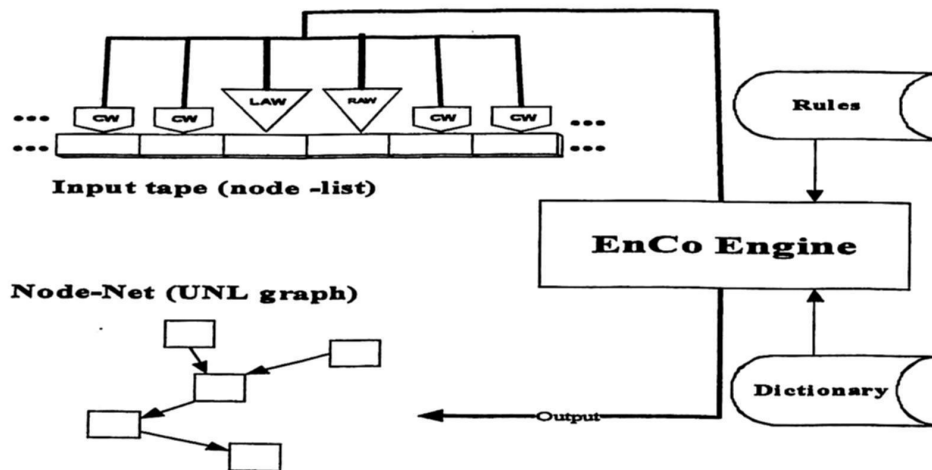 LAW
RAW
CW
CW
CW
CW
Rules
Input tape (node -list)
EnCo Engine
Node-Net (UNL graph)
Dictionary
Output